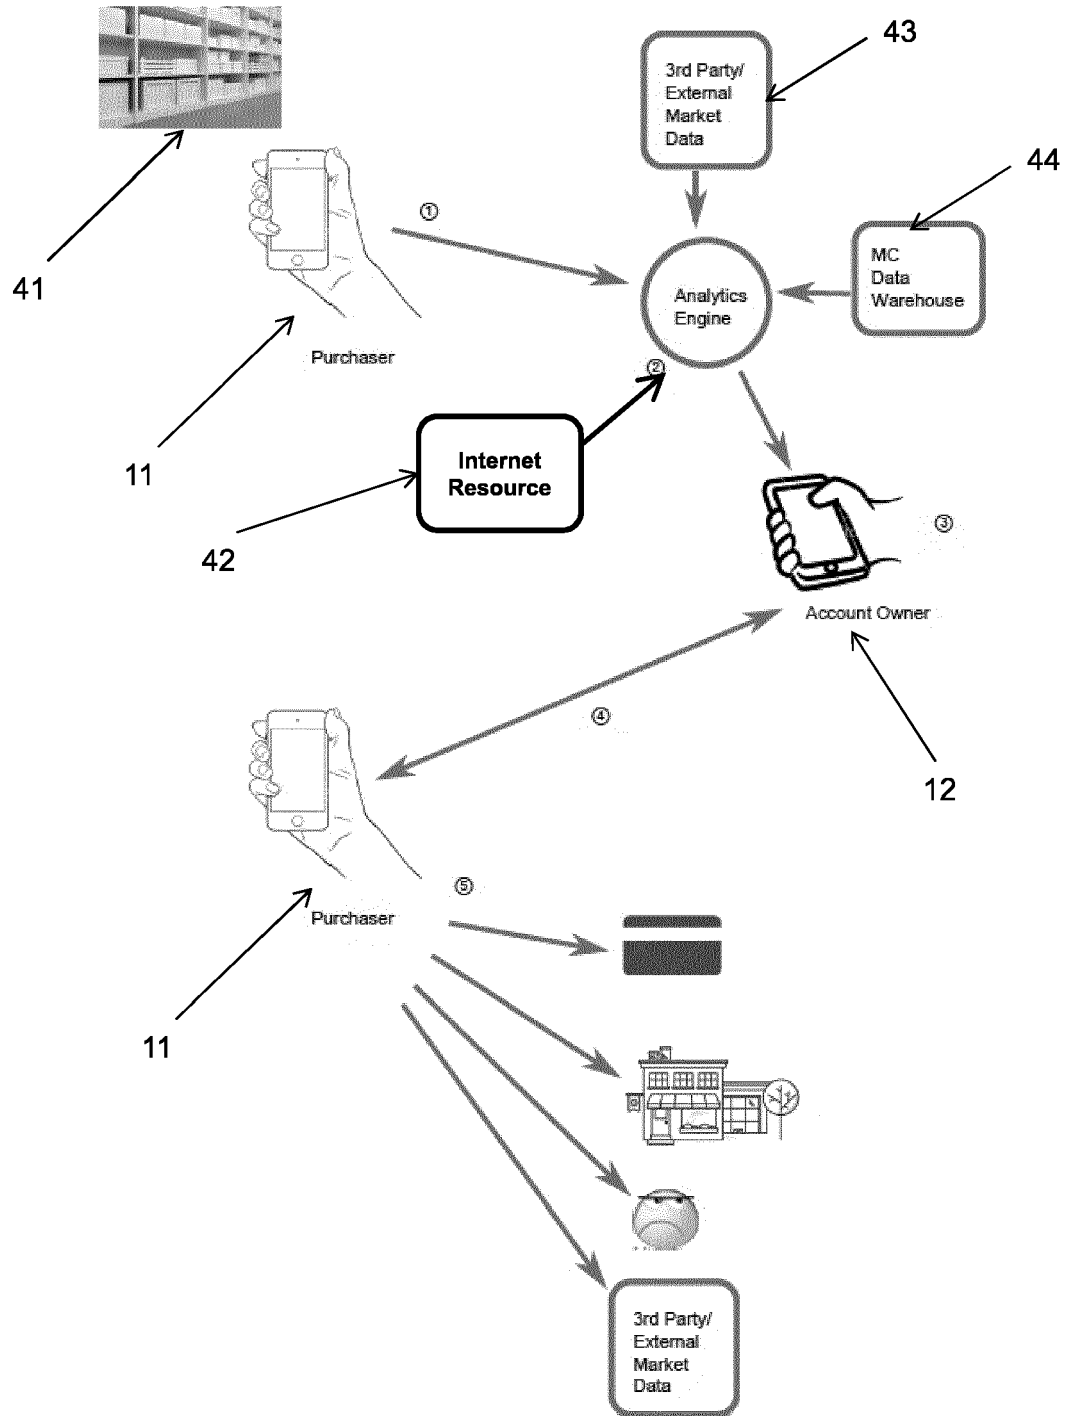 43
3rd Party/
External
Market
Data
44
①
MC
Data
Warehouse
41
Analytics
Engine
Purchaser
②
11
Internet
Resource
42
③
Account Owner
④
12
⑤
Purchaser
11
3rd Party/
External
Market
Data